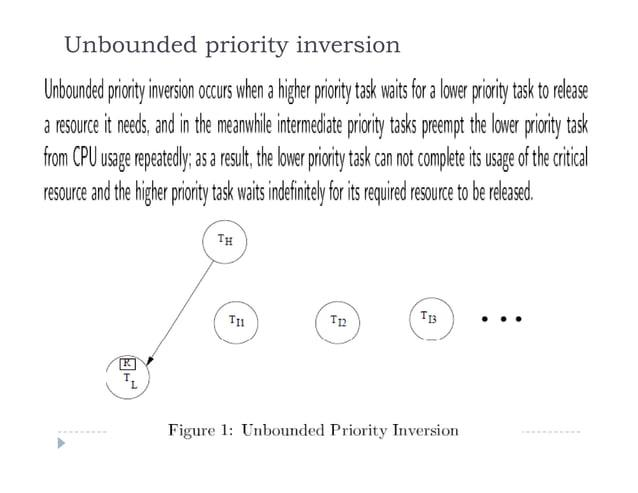 Unbounded priority inversion
Unbounded priority inversion occurs when a higher priority task waits for a lower priority task to release
a resource it needs, and in the meanwhile intermediate priority tasks preempt the lower priority task
from CPU usage repeatedly; as a result, the lower priority task can not complete its usage of the critical
resource and the higher priority task waits indefinitely for its required resource to be released.
TH
TI1 TI2 TI3 • • •
R
TL
Figure 1: Unbounded Priority Inversion